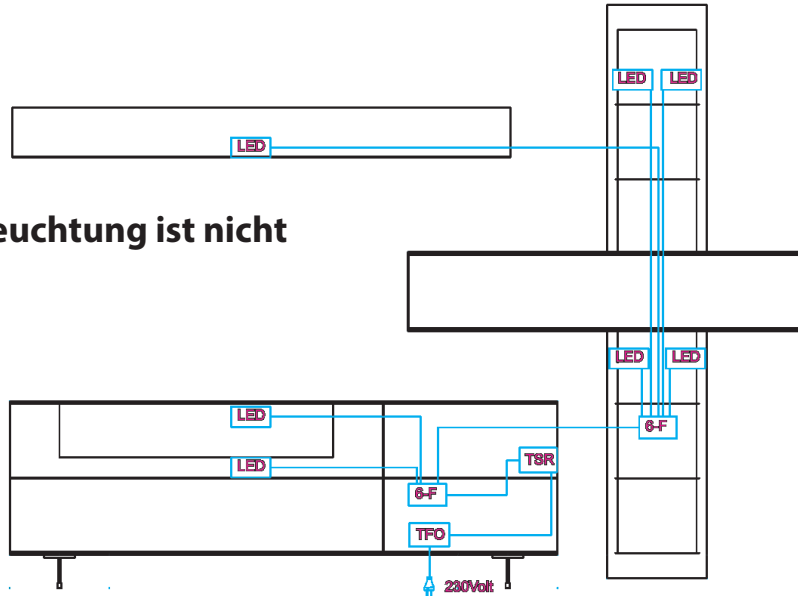 LED LED
LED
euchtung ist nicht
LED LED
LED
6-F
LED
TSR
6-F
TFO
230Volt